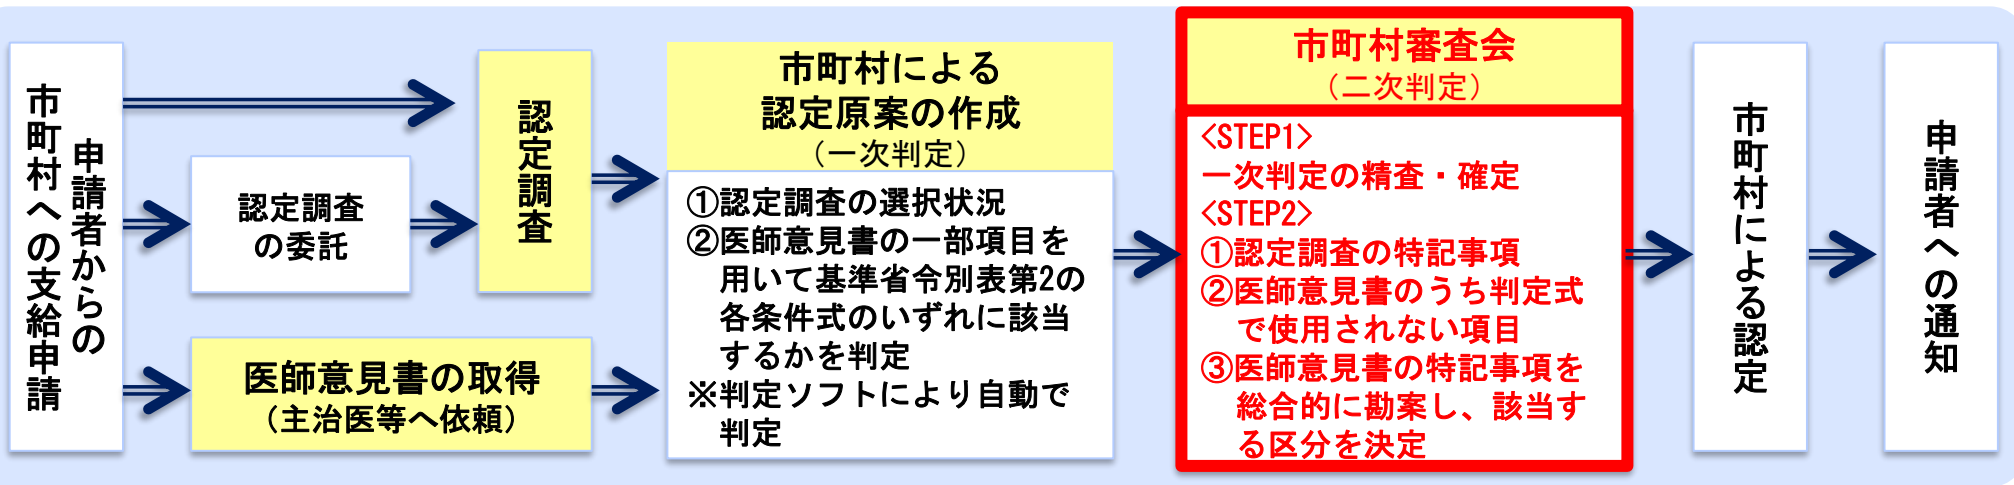 申請者からの
市町村への支給申請
認定調査
の委託
認定調査
医師意見書の取得
（主治医等へ依頼）
市町村による
認定原案の作成
（一次判定）
①認定調査の選択状況
②医師意見書の一部項目を
用いて基準省令別表第2の
各条件式のいずれに該当
するかを判定
※判定ソフトにより自動で
判定
市町村審査会
（二次判定）
<STEP1>
一次判定の精査・確定
<STEP2>
①認定調査の特記事項
②医師意見書のうち判定式
で使用されない項目
③医師意見書の特記事項を
総合的に勘案し、該当す
る区分を決定
市町村による認定
申請者への通知